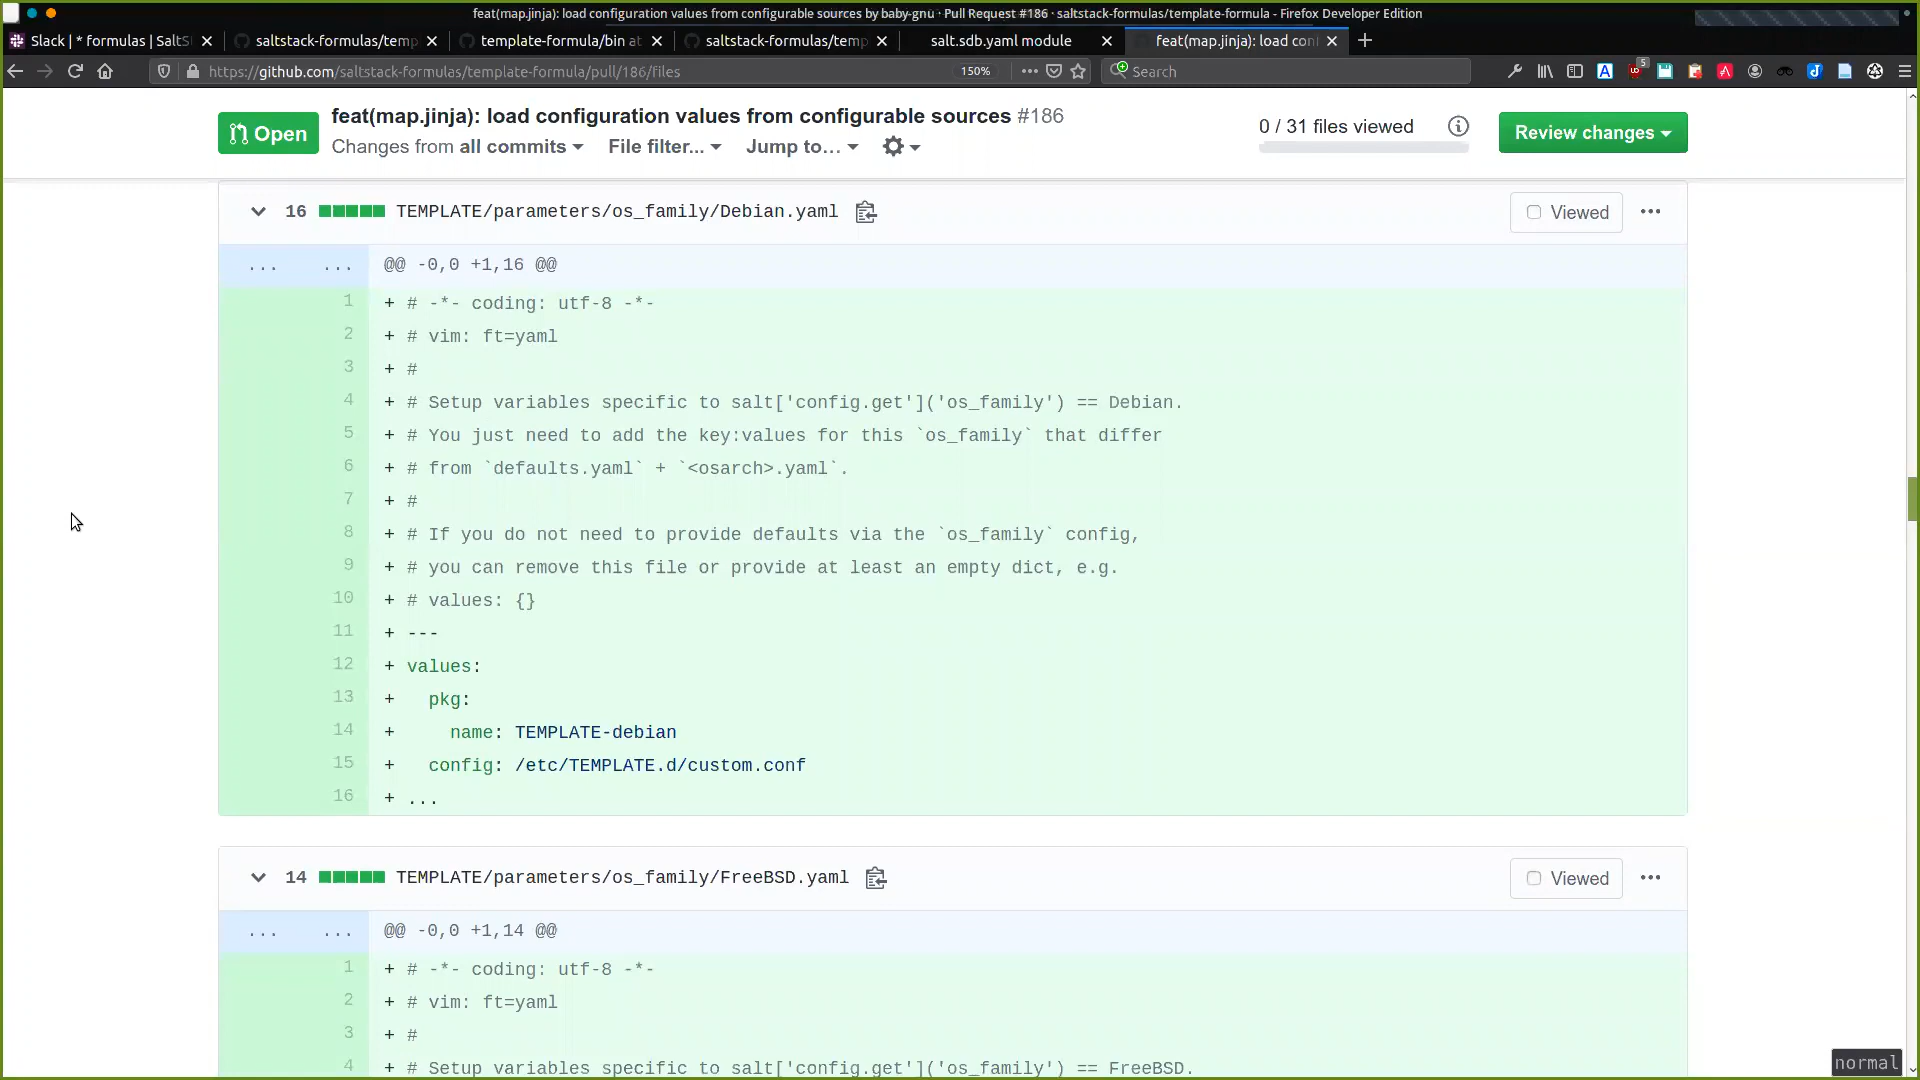 feat(map.jinja): load configuration values from configurable sources by baby-gnu · Pull Request #186 · saltstack-formulas/template-formula - Firefox Developer Edition
Slack | * formulas | SaltS
saltstack-formulas/temp
template-formula/bin at
saltstack-formulas/temp
salt.sdb.yaml module
feat(map.jinja): load con
https://github.com/saltstack-formulas/template-formula/pull/186/files
150%
Search
5
Open
feat(map.jinja): load configuration values from configurable sources #186
Changes from all commits
File filter...
Jump to…
0 / 31 files viewed
Review changes
16 TEMPLATE/parameters/os_family/Debian.yaml
Viewed
... ... @@ -0,0 +1,16 @@
1 + # -*- coding: utf-8 -*-
2 + # vim: ft=yaml
3 + #
4 + # Setup variables specific to salt['config.get']('os_family') == Debian.
5 + # You just need to add the key:values for this `os_family` that differ
6 + # from `defaults.yaml` + `<osarch>.yaml`.
7 + #
8 + # If you do not need to provide defaults via the `os_family` config,
9 + # you can remove this file or provide at least an empty dict, e.g.
10 + # values: {}
11 + ---
12 + values:
13 + pkg:
14 + name: TEMPLATE-debian
15 + config: /etc/TEMPLATE.d/custom.conf
16 + ...
14 TEMPLATE/parameters/os_family/FreeBSD.yaml
Viewed
... ... @@ -0,0 +1,14 @@
1 + # -*- coding: utf-8 -*-
2 + # vim: ft=yaml
3 + #
4 + # Setup variables specific to salt['config.get']('os_family') == FreeBSD.
normal